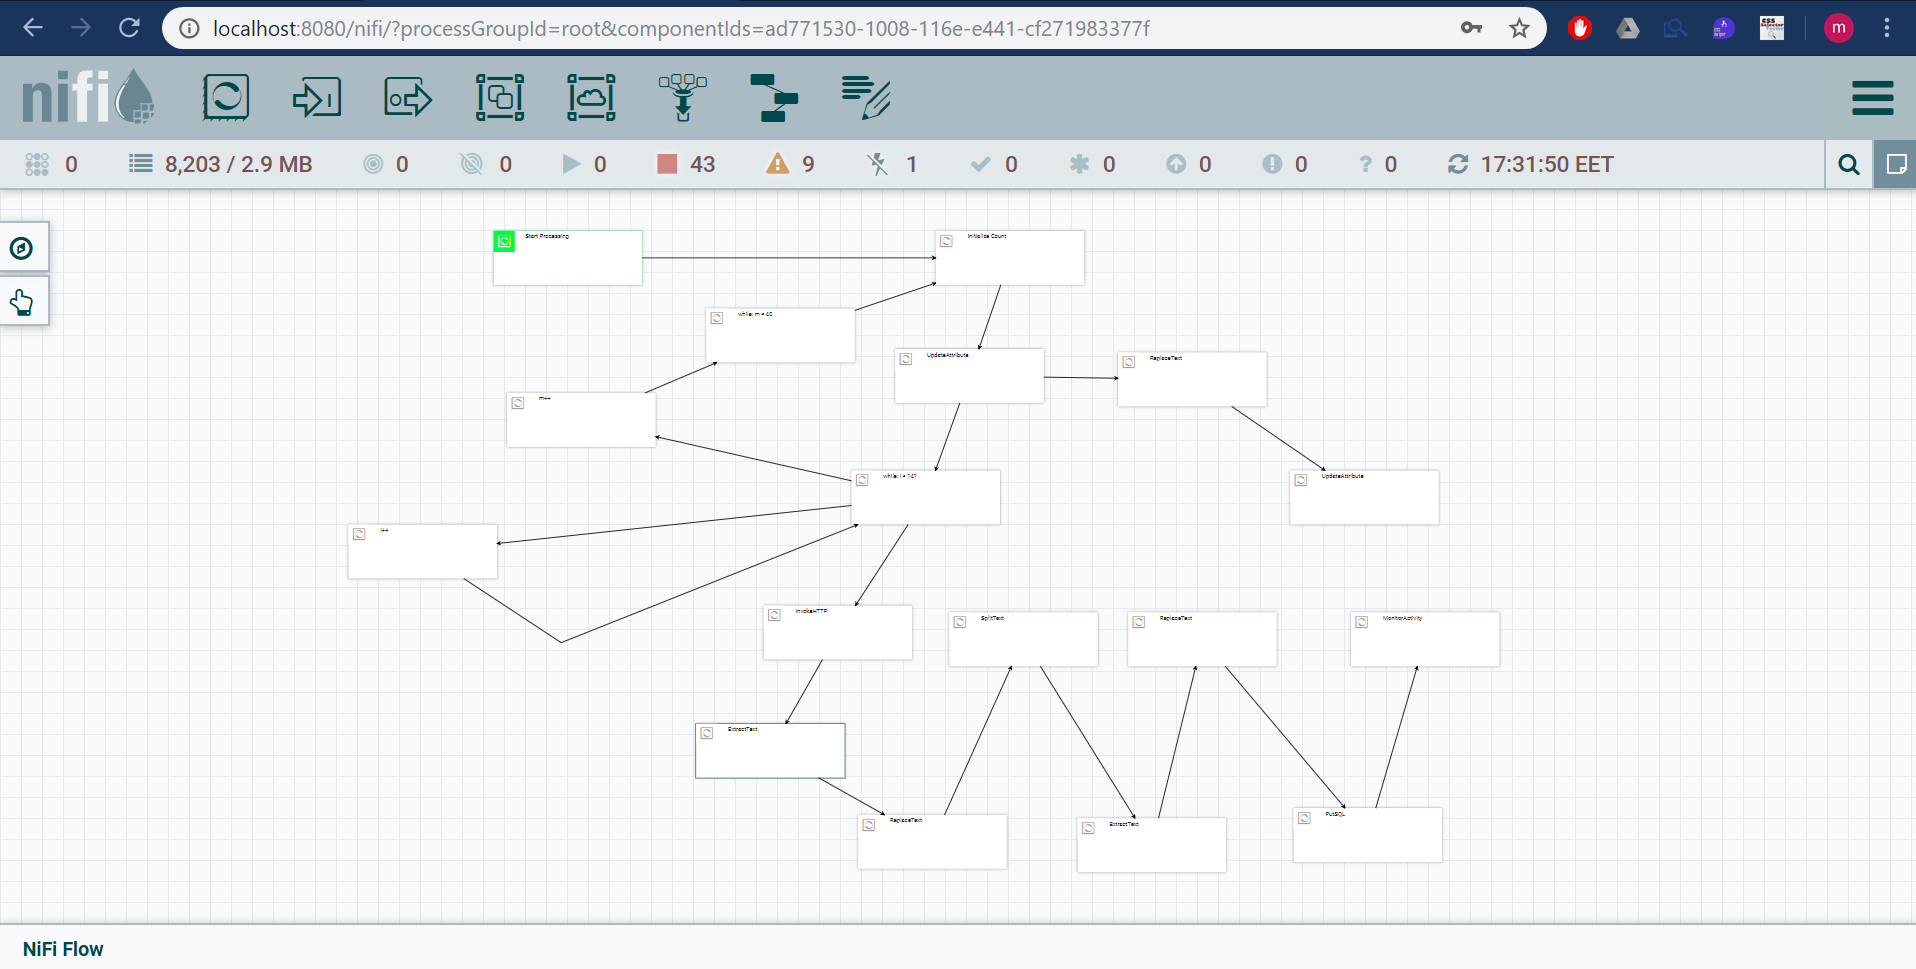 localhost:8080/nifi/?processGroupId=root&componentIds=ad771530-1008-116e-e441-cf271983377f
m
nifi
0
8,203 / 2.9 MB
0
0
0
43
9
1
0
0
0
0
? 0
17:31:50 EET
Start Processing
Initialise Count
while: m < 60
UpdateAttribute
ReplaceText
m++
while: i < 141
UpdateAttribute
i++
InvokeHTTP
SplitText
ReplaceText
MonitorActivity
ExtractText
ReplaceText
ExtractText
PutSQL
NiFi Flow